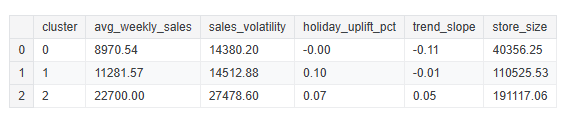 cluster avg_weekly_sales sales_volatility holiday_uplift_pct trend_slope store_size
0 0 8970.54 14380.20 -0.00 -0.11 40356.25
1 1 11281.57 14512.88 0.10 -0.01 110525.53
2 2 22700.00 27478.60 0.07 0.05 191117.06